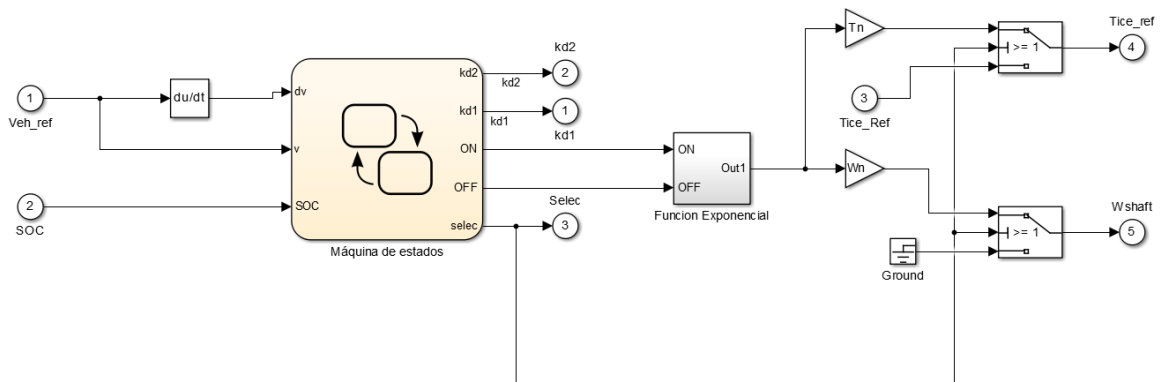 1
Veh_ref
du/dt
2
SOC
dv
v
SOC
kd2
kd1
ON
OFF
selec
Máquina de estados
kd2
kd2
2
kd1
1
kd1
Selec
3
ON
OFF
Out1
Funcion Exponencial
Tn
3
Tice_Ref
Wn
Ground
>= 1
Tice_ref
4
>= 1
Wshaft
5